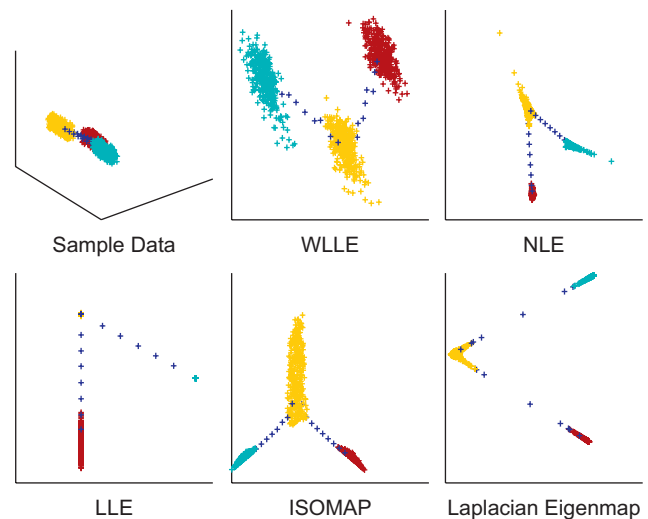 Sample Data
WLLE
NLE
LLE
ISOMAP
Laplacian Eigenmap